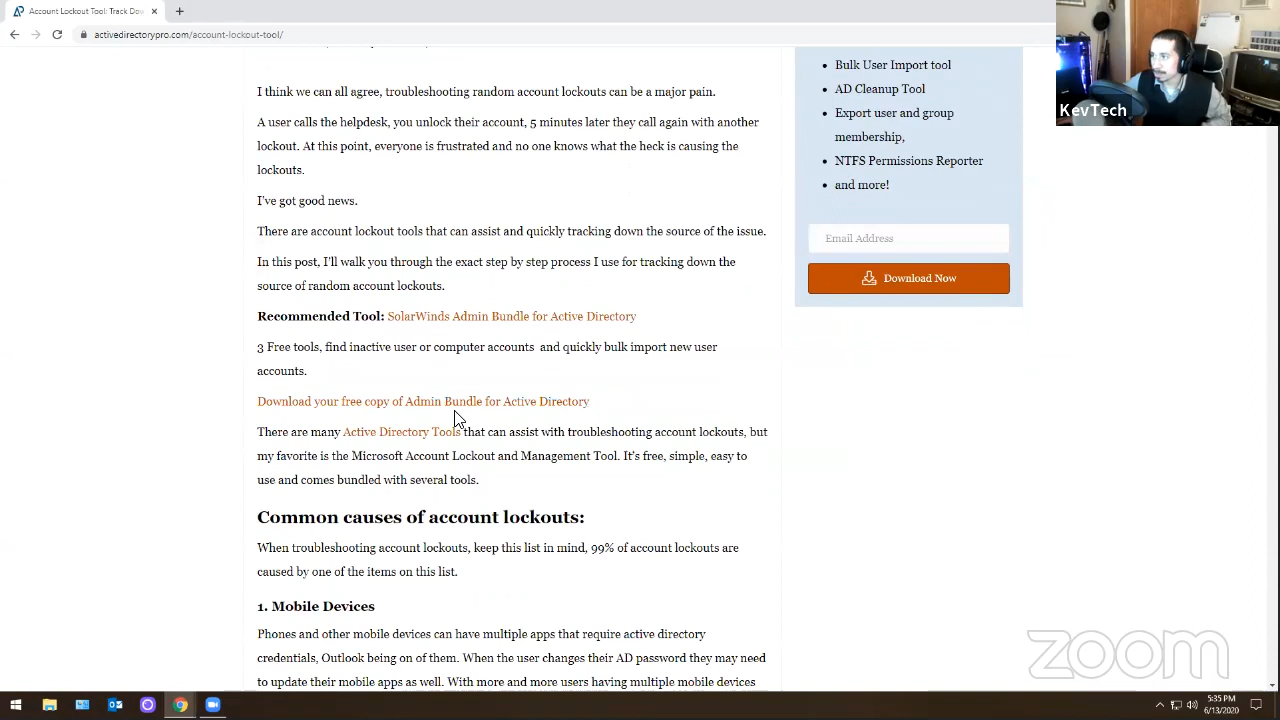 Account Lockout Tool: Track Dow
activedirectorypro.com/account-lockout-tool/
KevTech
I think we can all agree, troubleshooting random account lockouts can be a major pain.
A user calls the helpdesk, you unlock their account, 5 minutes later they call again with another
lockout. At this point, everyone is frustrated and no one knows what the heck is causing the
lockouts.
I've got good news.
There are account lockout tools that can assist and quickly tracking down the source of the issue.
In this post, I'll walk you through the exact step by step process I use for tracking down the
source of random account lockouts.
Recommended Tool: SolarWinds Admin Bundle for Active Directory
3 Free tools, find inactive user or computer accounts and quickly bulk import new user
accounts.
Download your free copy of Admin Bundle for Active Directory
There are many Active Directory Tools that can assist with troubleshooting account lockouts, but
my favorite is the Microsoft Account Lockout and Management Tool. It's free, simple, easy to
use and comes bundled with several tools.
Common causes of account lockouts:
When troubleshooting account lockouts, keep this list in mind, 99% of account lockouts are
caused by one of the items on this list.
1. Mobile Devices
Phones and other mobile devices can have multiple apps that require active directory
credentials, Outlook being on of them. When the user changes their AD password they may need
to update their mobile apps as well. With more and more users having multiple mobile devices
Bulk User Import tool
AD Cleanup Tool
Export user and group
membership,
NTFS Permissions Reporter
and more!
Email Address
Download Now
zoom
5:35 PM
6/13/2020